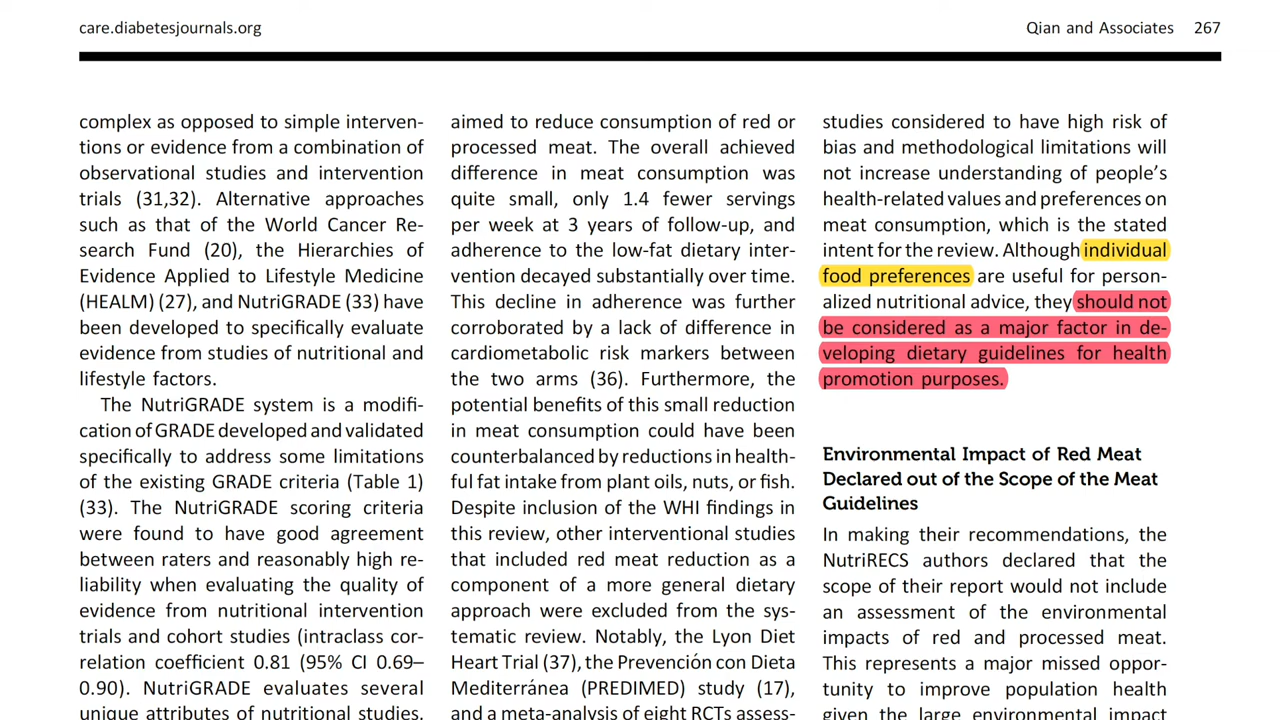 care.diabetesjournals.org
Qian and Associates 267
complex as opposed to simple interven-
tions or evidence from a combination of
observational studies and intervention
trials (31,32). Alternative approaches
such as that of the World Cancer Re-
search Fund (20), the Hierarchies of
Evidence Applied to Lifestyle Medicine
(HEALM) (27), and NutriGRADE (33) have
been developed to specifically evaluate
evidence from studies of nutritional and
lifestyle factors.
The NutriGRADE system is a modifi-
cation of GRADE developed and validated
specifically to address some limitations
of the existing GRADE criteria (Table 1)
(33). The NutriGRADE scoring criteria
were found to have good agreement
between raters and reasonably high re-
liability when evaluating the quality of
evidence from nutritional intervention
trials and cohort studies (intraclass cor-
relation coefficient 0.81 (95% CI 0.69–
0.90). NutriGRADE evaluates several
unique attributes of nutritional studies,
aimed to reduce consumption of red or
processed meat. The overall achieved
difference in meat consumption was
quite small, only 1.4 fewer servings
per week at 3 years of follow-up, and
adherence to the low-fat dietary inter-
vention decayed substantially over time.
This decline in adherence was further
corroborated by a lack of difference in
cardiometabolic risk markers between
the two arms (36). Furthermore, the
potential benefits of this small reduction
in meat consumption could have been
counterbalanced by reductions in health-
ful fat intake from plant oils, nuts, or fish.
Despite inclusion of the WHI findings in
this review, other interventional studies
that included red meat reduction as a
component of a more general dietary
approach were excluded from the sys-
tematic review. Notably, the Lyon Diet
Heart Trial (37), the Prevención con Dieta
Mediterránea (PREDIMED) study (17),
and a meta-analysis of eight RCTs assess-
studies considered to have high risk of
bias and methodological limitations will
not increase understanding of people's
health-related values and preferences on
meat consumption, which is the stated
intent for the review. Although individual
food preferences are useful for person-
alized nutritional advice, they should not
be considered as a major factor in de-
veloping dietary guidelines for health
promotion purposes.
Environmental Impact of Red Meat
Declared out of the Scope of the Meat
Guidelines
In making their recommendations, the
NutriRECS authors declared that the
scope of their report would not include
an assessment of the environmental
impacts of red and processed meat.
This represents a major missed oppor-
tunity to improve population health
given the large environmental impact